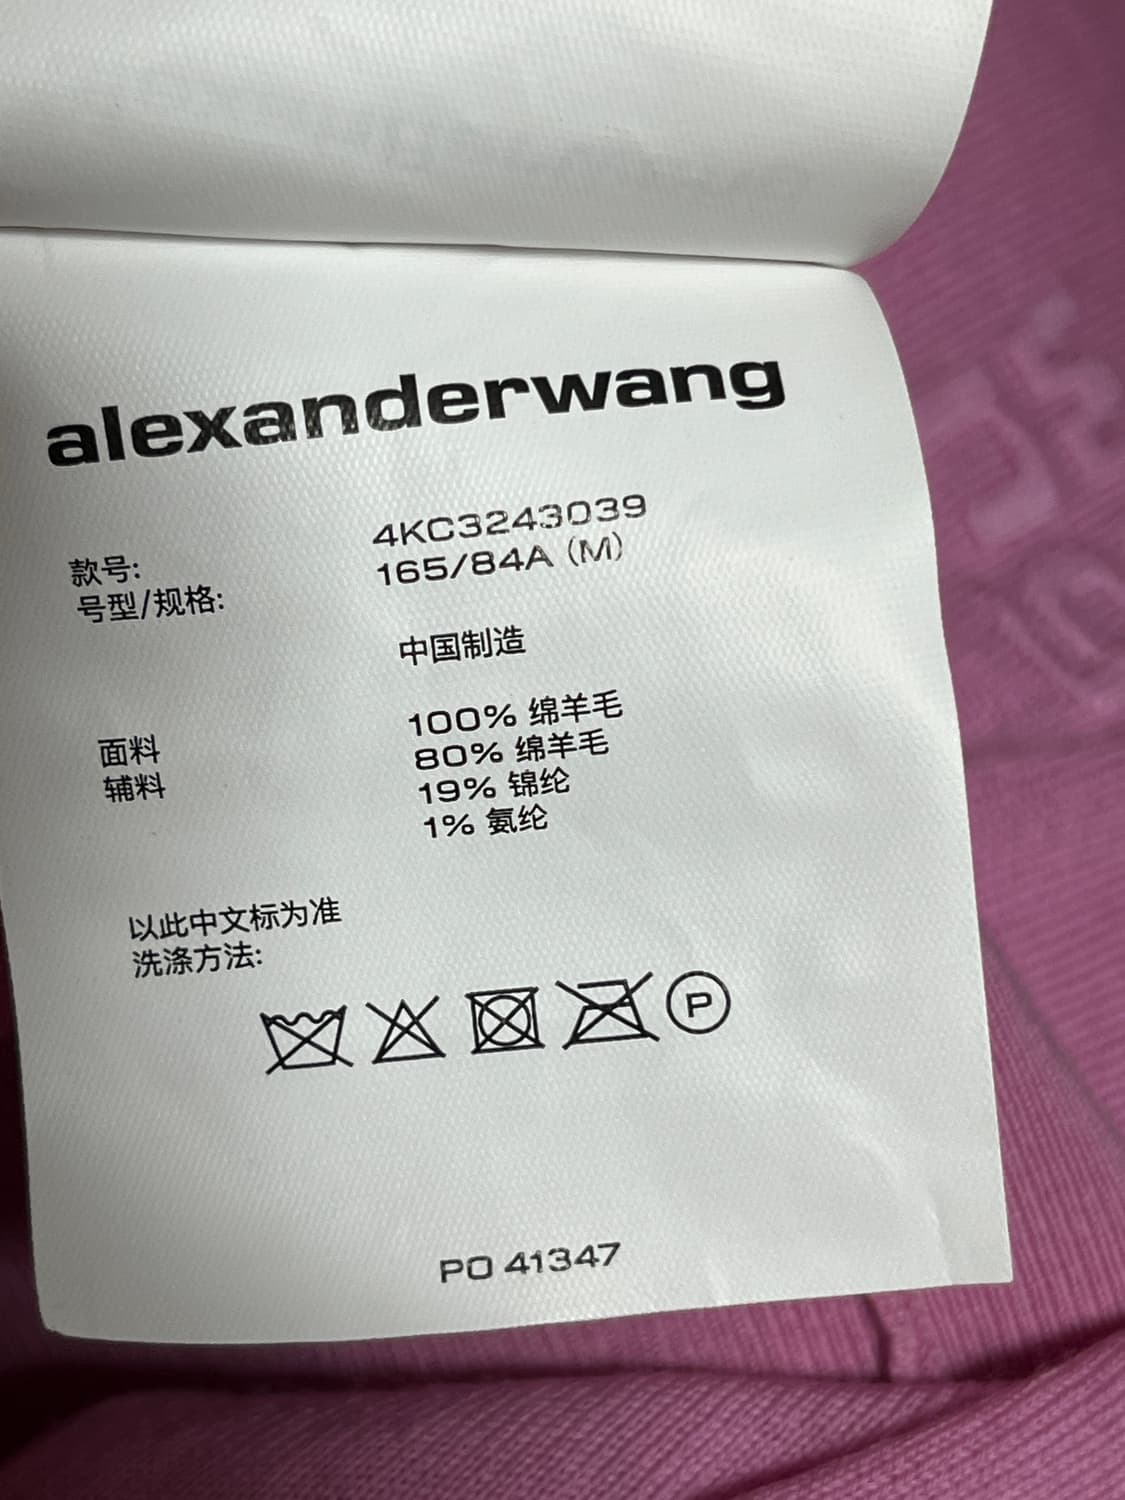 alexanderwang
款号: 4KC3243039
号型/规格: 165/84A (M)
中国制造
面料 100% 绵羊毛
辅料 80% 绵羊毛
19% 锦纶
1% 氨纶
以此中文标为准
洗涤方法:
P
PO 41347